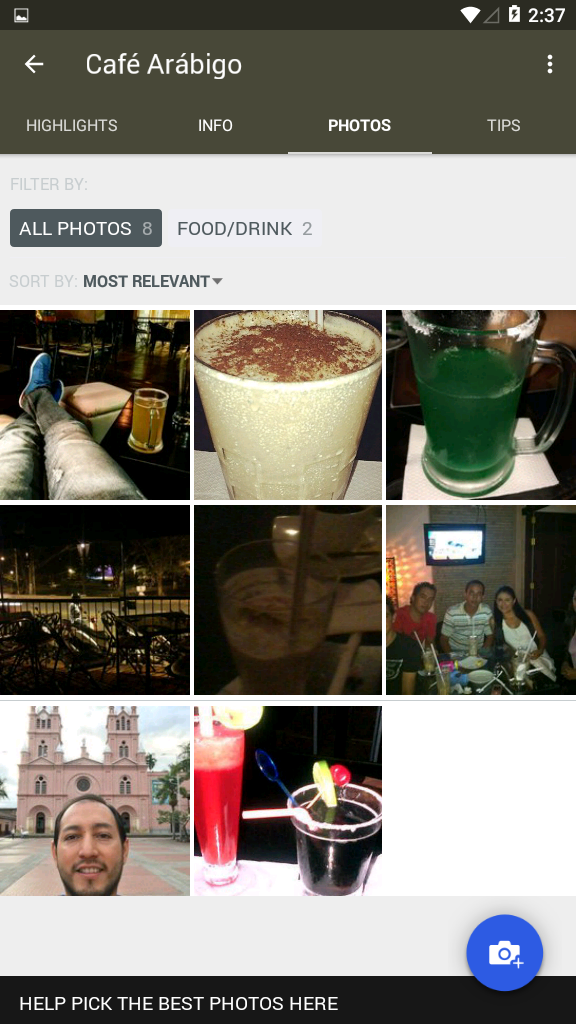 2:37
Café Arábigo
HIGHLIGHTS INFO PHOTOS TIPS
FILTER BY:
ALL PHOTOS 8 FOOD/DRINK 2
SORT BY: MOST RELEVANT
HELP PICK THE BEST PHOTOS HERE